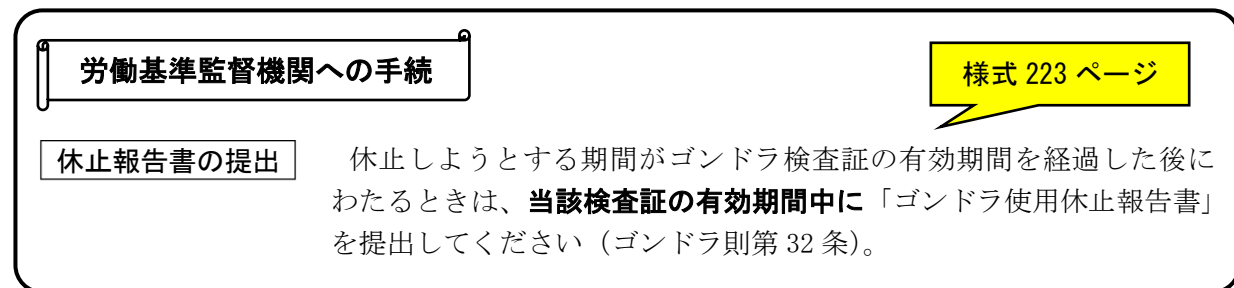 労働基準監督機関への手続
様式 223 ページ
休止報告書の提出
休止しようとする期間がゴンドラ検査証の有効期間を経過した後に
わたるときは、当該検査証の有効期間中に「ゴンドラ使用休止報告書」
を提出してください（ゴンドラ則第 32 条）。